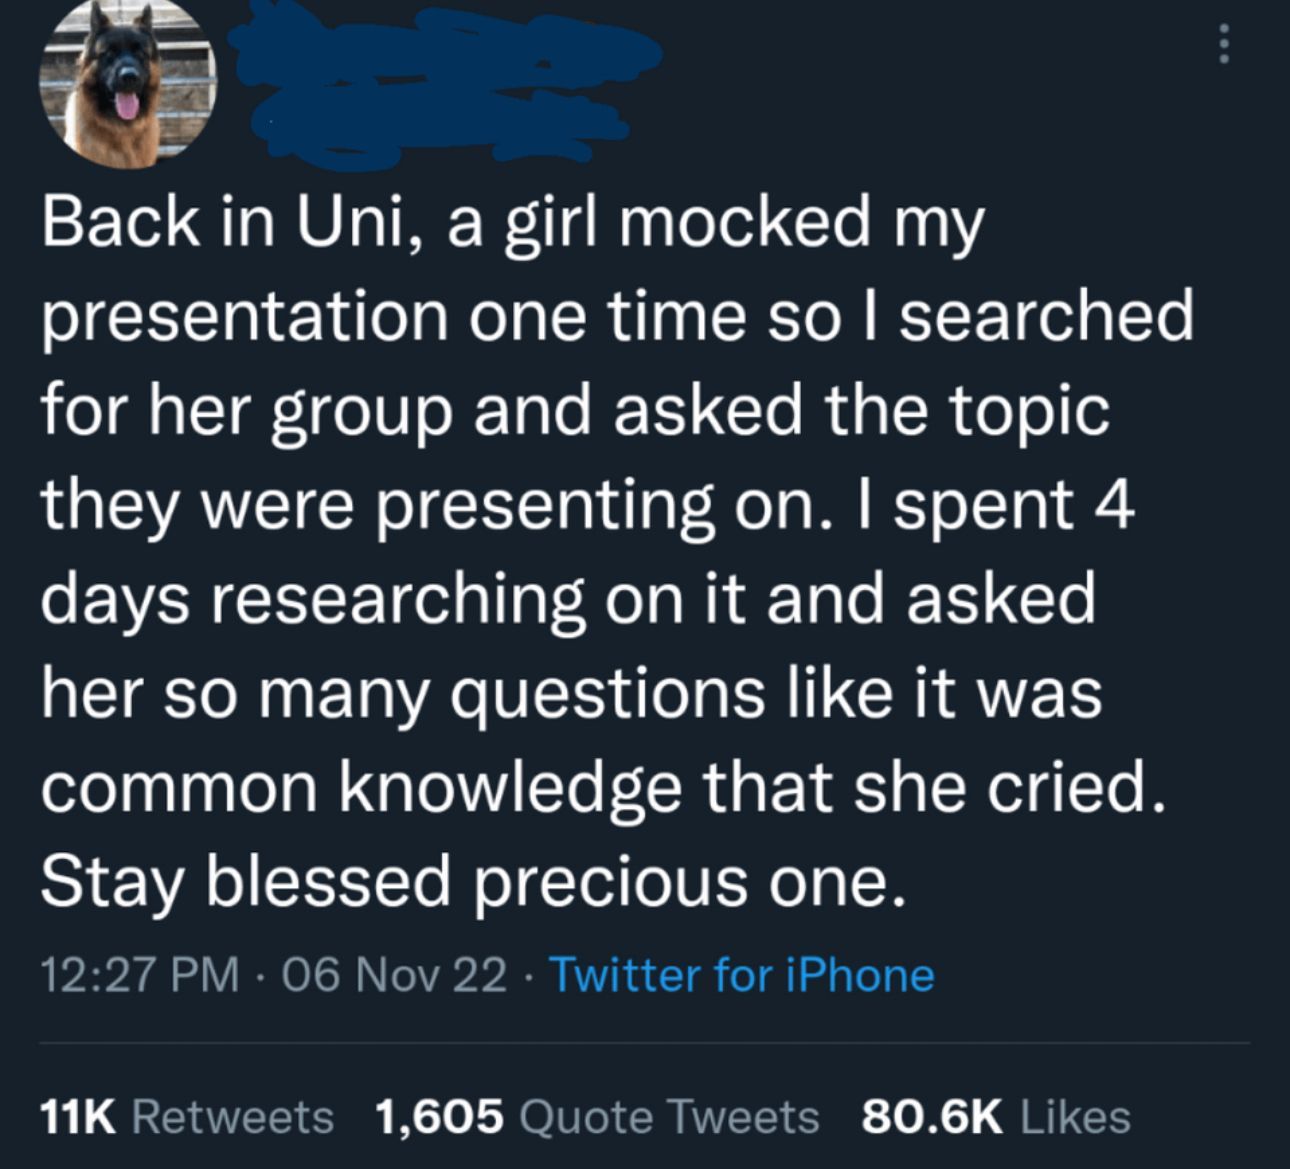 Back in Uni, a girl mocked my
presentation one time so I searched
for her group and asked the topic
they were presenting on. I spent 4
days researching on it and asked
her so many questions like it was
common knowledge that she cried.
Stay blessed precious one.
12:27 PM · 06 Nov 22 · Twitter for iPhone
11K Retweets 1,605 Quote Tweets 80.6K Likes